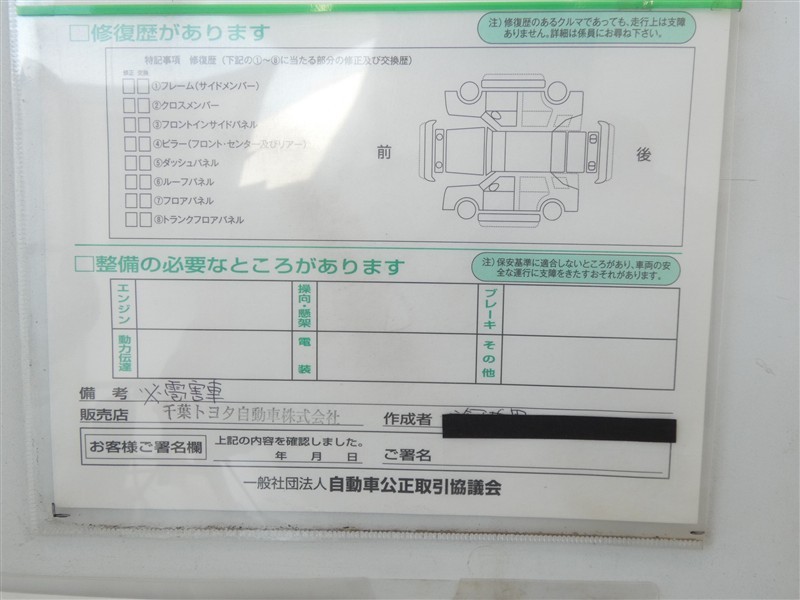 □修復歴があります
注）修復歴のあるクルマであっても、走行上は支障
ありません。詳細は係員にお尋ね下さい。
特記事項 修復歴（下記の①〜⑧に当たる部分の修正及び交換歴）
修正 交換
①フレーム（サイドメンバー）
②クロスメンバー
③フロントインサイドパネル
④ピラー（フロント・センター及びリアー）
⑤ダッシュパネル
⑥ルーフパネル
⑦フロアパネル
⑧トランクフロアパネル
前
後
□整備の必要なところがあります
注）保安基準に適合しないところがあり、車両の安
全な運行に支障をきたすおそれがあります。
エンジン
操向・懸架
ブレーキ
動力伝達
電装
その他
備考 ※雹害車
販売店 千葉トヨタ自動車株式会社 作成者
お客様ご署名欄
上記の内容を確認しました。
年 月 日 ご署名
一般社団法人 自動車公正取引協議会